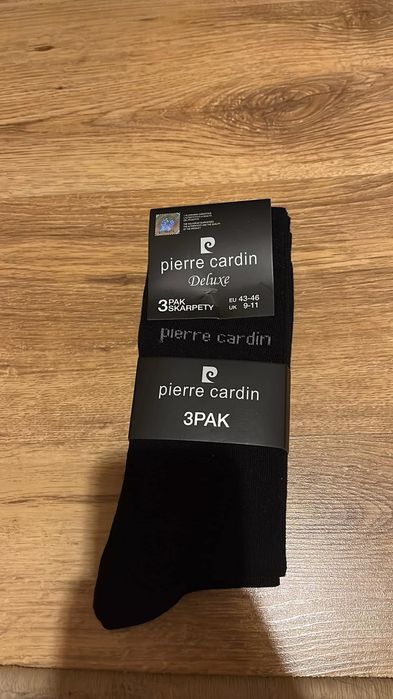 pierre cardin
Deluxe
3 PAK SKARPETY
EU 43-46
UK 9-11
pierre cardin
pierre cardin
3PAK